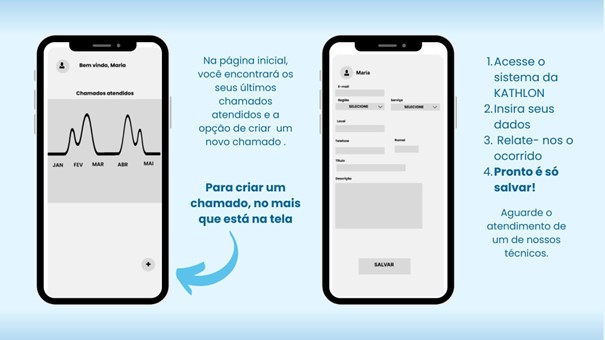 Bem vinda, Maria
Chamados atendidos
JAN FEV MAR ABR MAI
+
Na página inicial,
você encontrará os
seus últimos
chamados
atendidos e a
opção de criar um
novo chamado .
Para criar um
chamado, no mais
que está na tela
Maria
E-mail
Região Serviço
SELECIONE SELECIONE
Local
Telefone Ramal
Título
Descrição
SALVAR
1. Acesse o
sistema da
KATHLON
2. Insira seus
dados
3. Relate- nos o
ocorrido
4. Pronto é só
salvar!
Aguarde o
atendimento de
um de nossos
técnicos.